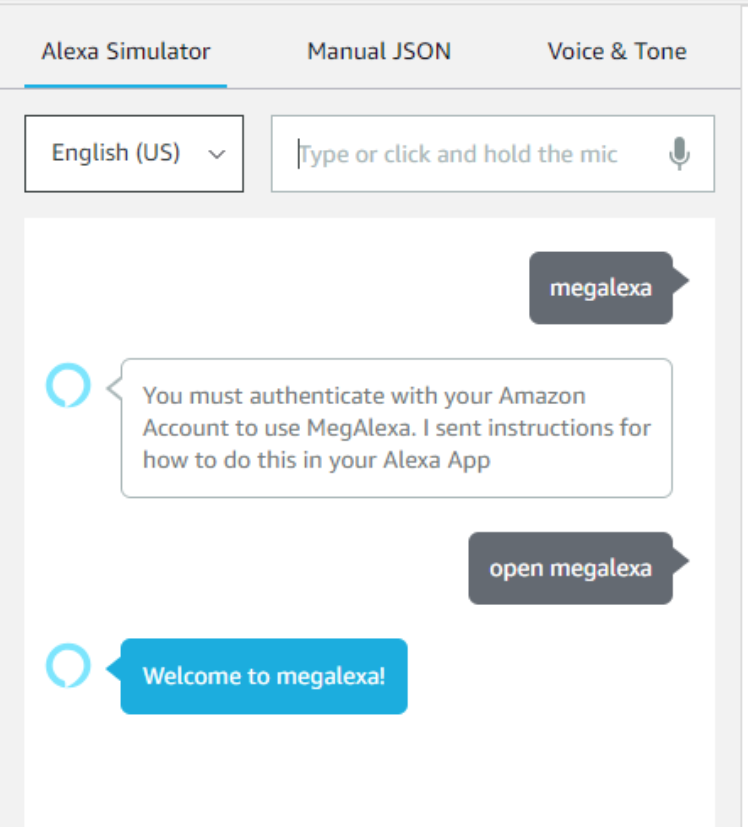 Alexa Simulator Manual JSON Voice & Tone
English (US) Type or click and hold the mic
megalexa
You must authenticate with your Amazon
Account to use MegAlexa. I sent instructions for
how to do this in your Alexa App
open megalexa
Welcome to megalexa!